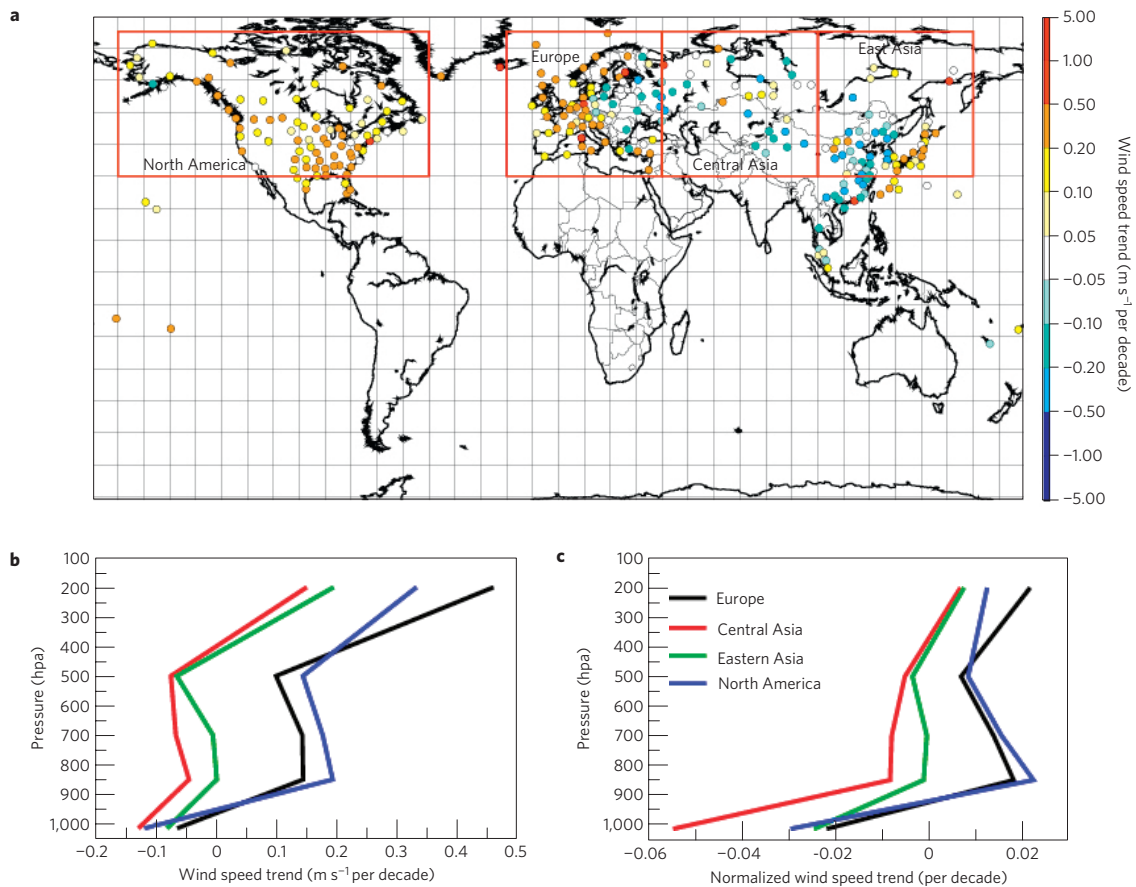 a
Europe
East Asia
North America
Central Asia
5.00
1.00
0.50
0.20
0.10
0.05
−0.05
−0.10
−0.20
−0.50
−1.00
−5.00
Wind speed trend (m s⁻¹ per decade)
b
100
200
300
400
500
600
700
800
900
1,000
Pressure (hpa)
−0.2
−0.1
0
0.1
0.2
0.3
0.4
0.5
Wind speed trend (m s⁻¹ per decade)
c
100
200
300
400
500
600
700
800
900
1,000
Pressure (hpa)
Europe
Central Asia
Eastern Asia
North America
−0.06
−0.04
−0.02
0
0.02
Normalized wind speed trend (per decade)